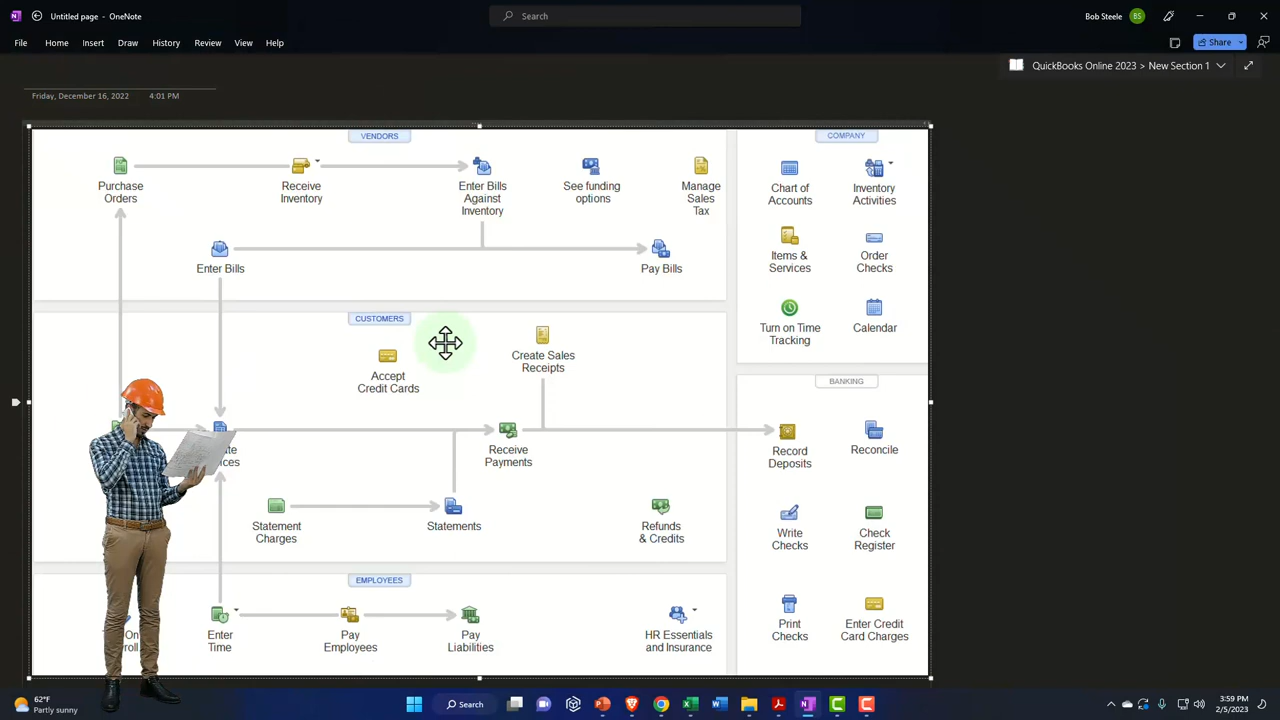 Untitled page - OneNote
Search
Bob Steele
BS
File
Home
Insert
Draw
History
Review
View
Help
Share
QuickBooks Online 2023 > New Section 1
Friday, December 16, 2022
4:01 PM
VENDORS
Purchase
Orders
Receive
Inventory
Enter Bills
Against
Inventory
See funding
options
Manage
Sales
Tax
Enter Bills
Pay Bills
CUSTOMERS
Accept
Credit Cards
Create Sales
Receipts
Receive
Payments
Statement
Charges
Statements
Refunds
& Credits
EMPLOYEES
Enter
Time
Pay
Employees
Pay
Liabilities
HR Essentials
and Insurance
COMPANY
Chart of
Accounts
Inventory
Activities
Items &
Services
Order
Checks
Turn on Time
Tracking
Calendar
BANKING
Record
Deposits
Reconcile
Write
Checks
Check
Register
Print
Checks
Enter Credit
Card Charges
62°F
Partly sunny
Search
3:59 PM
2/5/2023